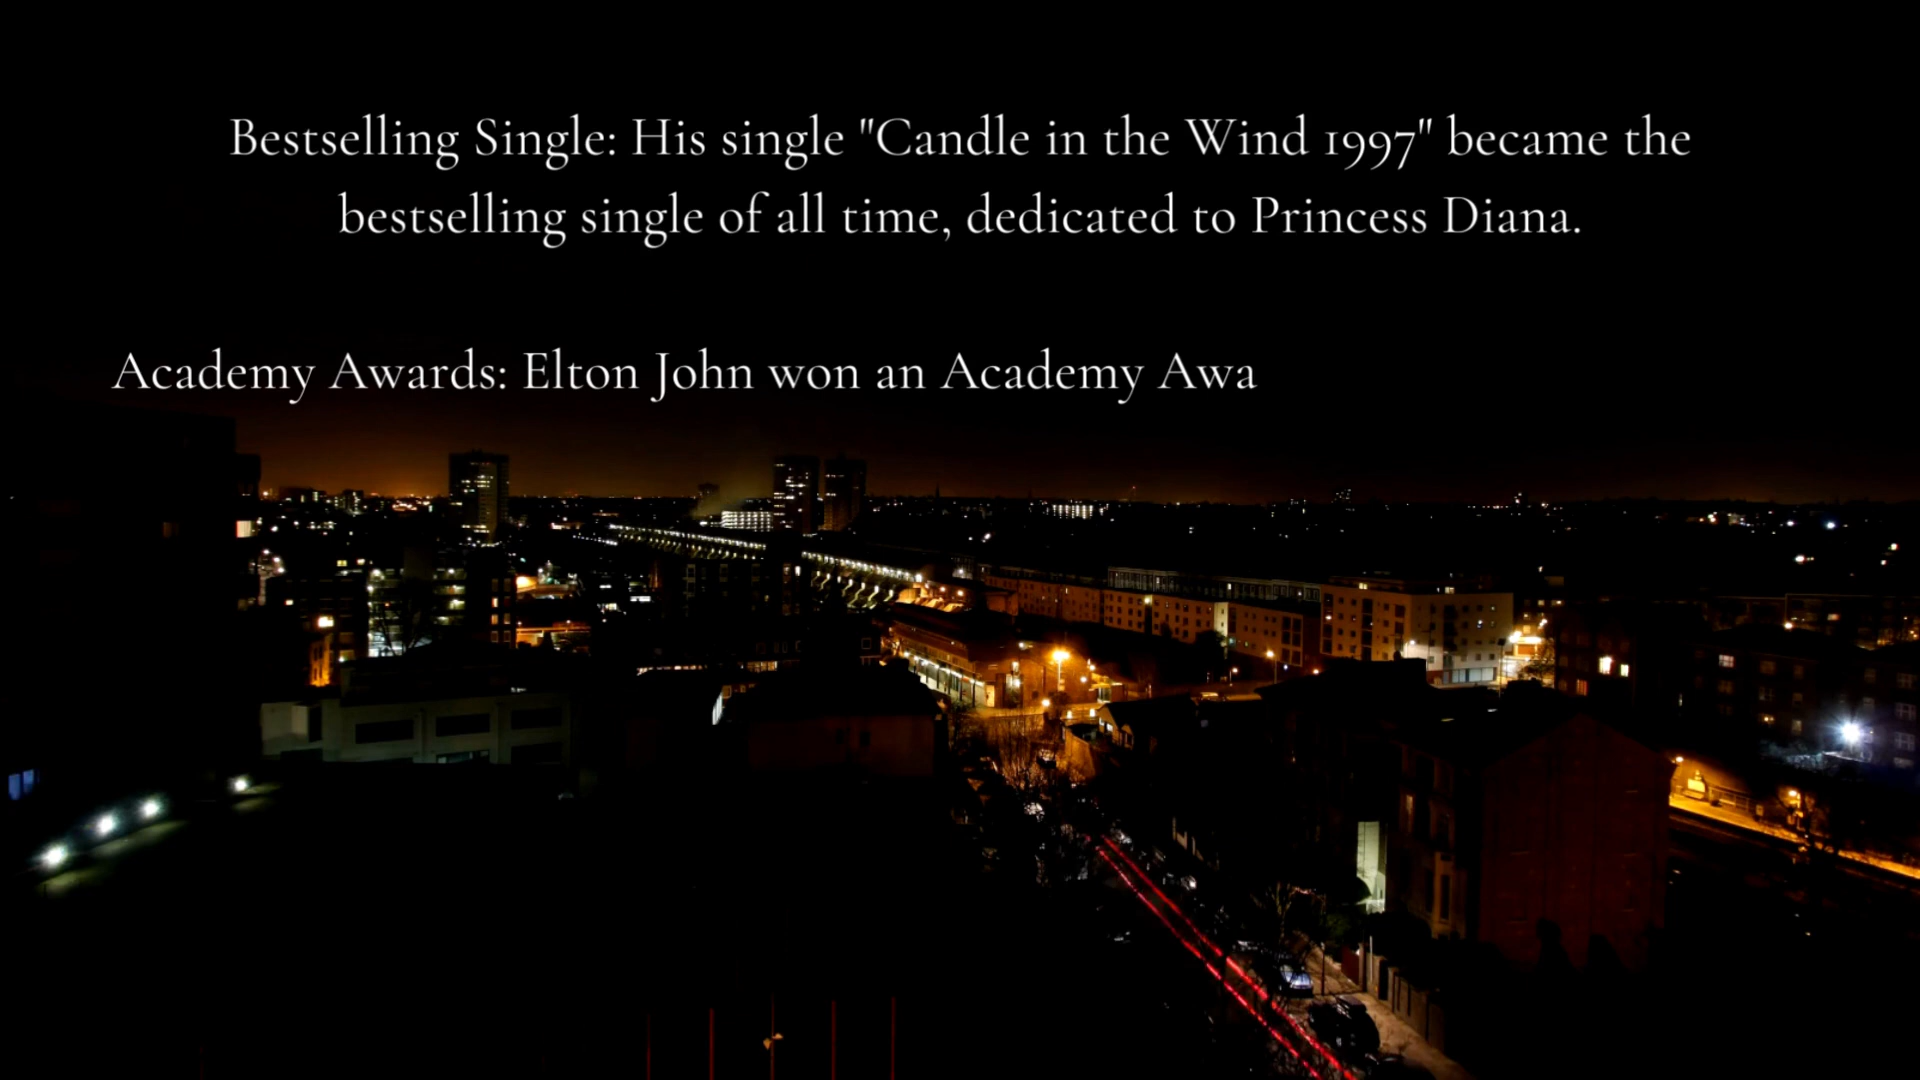 Bestselling Single: His single "Candle in the Wind 1997" became the
bestselling single of all time, dedicated to Princess Diana.
Academy Awards: Elton John won an Academy Awa